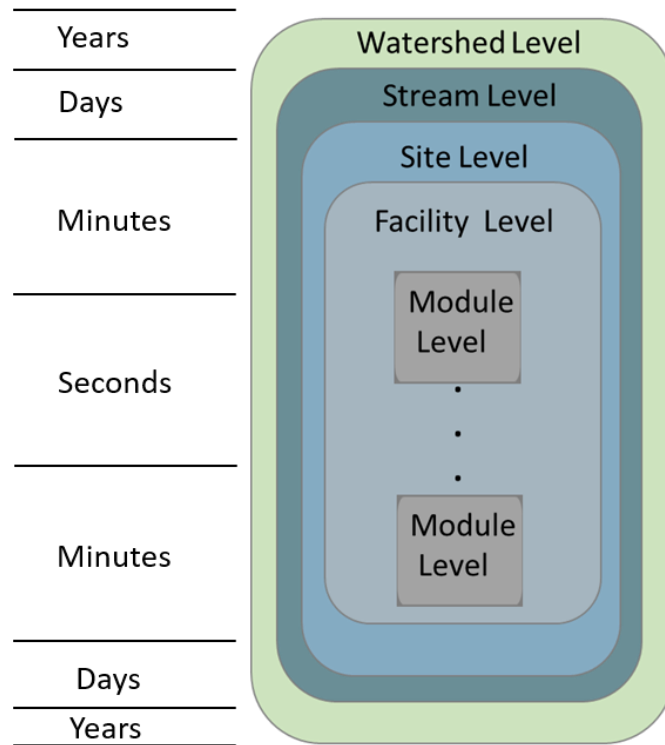 Years
Watershed Level
Days
Stream Level
Site Level
Minutes
Facility Level
Module
Level
Seconds
Module
Level
Minutes
Days
Years